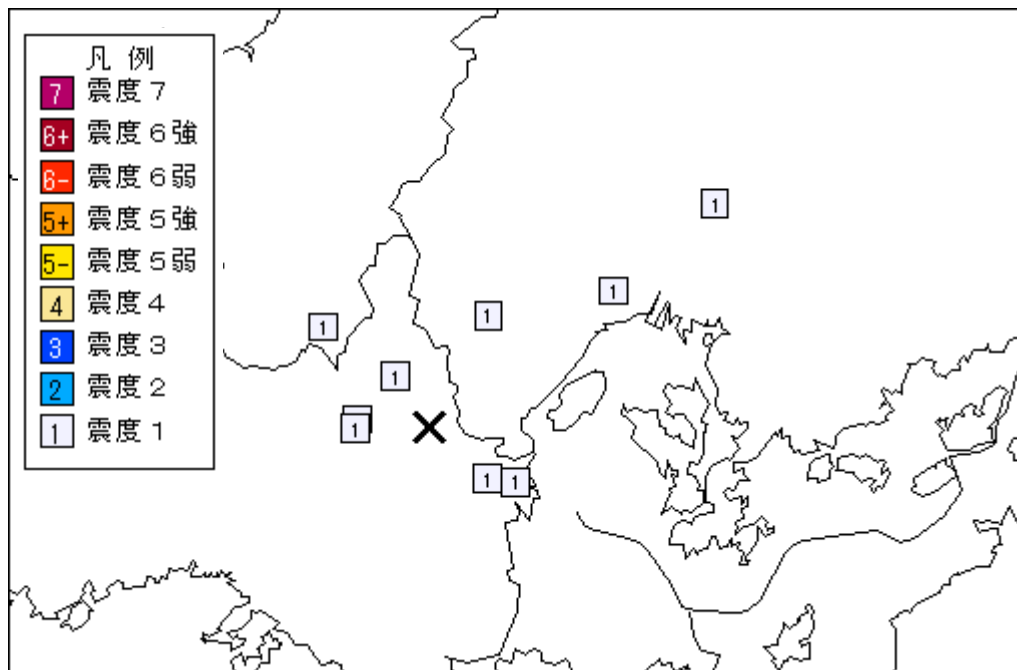 凡例
7 震度７
6+ 震度６強
6- 震度６弱
5+ 震度５強
5- 震度５弱
4 震度４
3 震度３
2 震度２
1 震度１
1
1
1
1
1
1
1 1